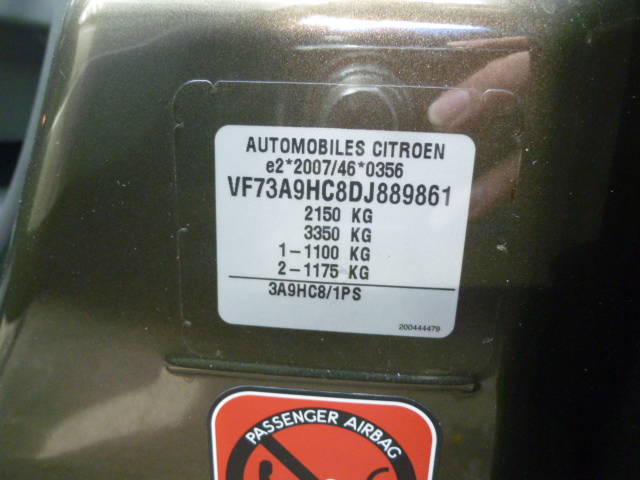 AUTOMOBILES CITROEN
e2*2007/46*0356
VF73A9HC8DJ889861
2150 KG
3350 KG
1-1100 KG
2-1175 KG
3A9HC8/1PS
200444479
PASSENGER AIRBAG